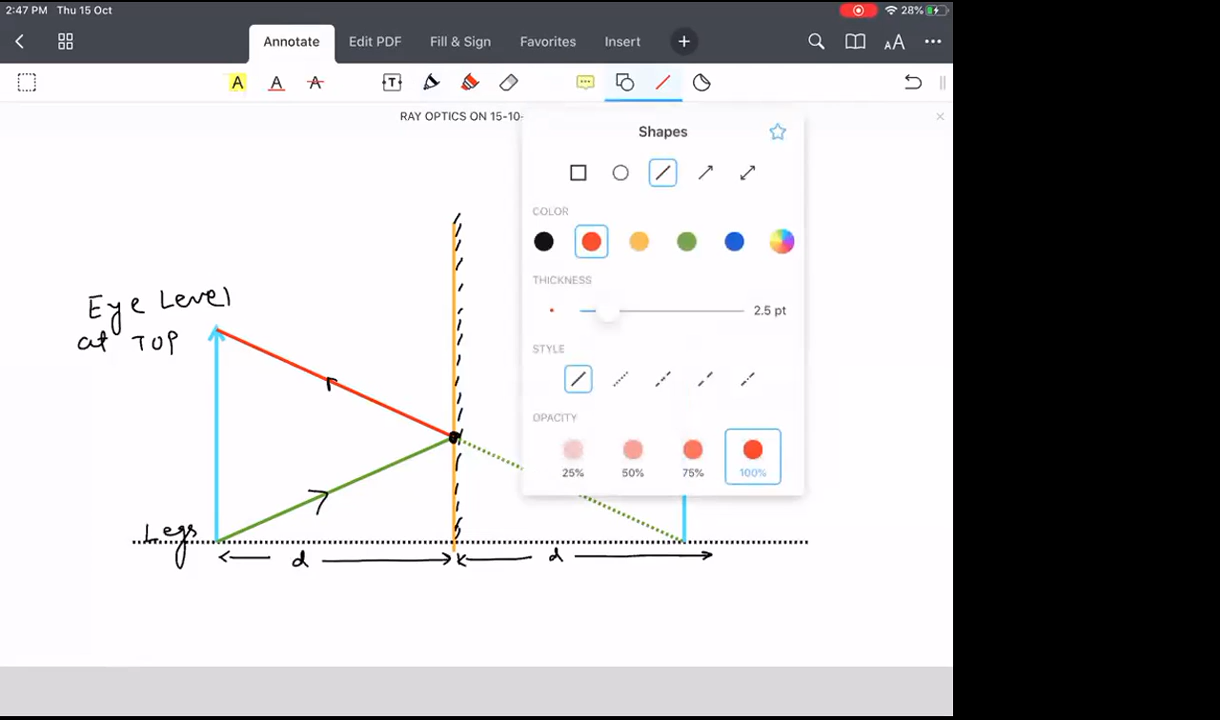 2:47 PM Thu 15 Oct 28%
Annotate Edit PDF Fill & Sign Favorites Insert +
AA
A A A T
RAY OPTICS ON 15-10-
Shapes
COLOR
THICKNESS
2.5 pt
STYLE
OPACITY
25% 50% 75% 100%
Eye Level
at TOP
Legs
d d